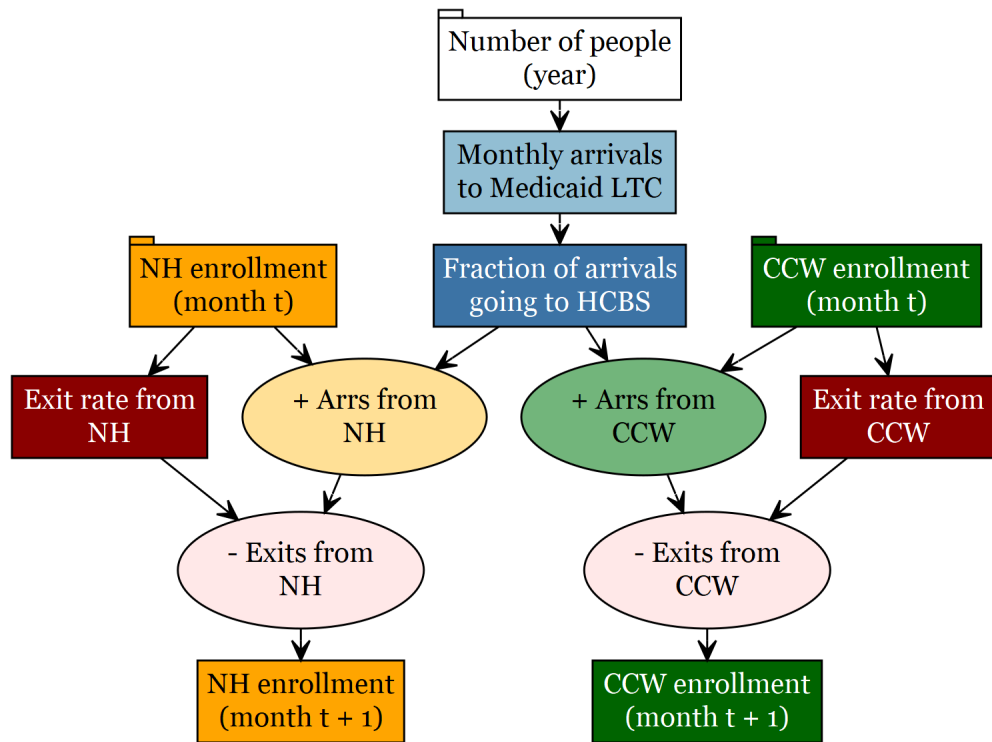 Number of people
(year)
Monthly arrivals
to Medicaid LTC
NH enrollment
(month t)
Fraction of arrivals
going to HCBS
CCW enrollment
(month t)
Exit rate from
NH
+ Arrs from
NH
+ Arrs from
CCW
Exit rate from
CCW
- Exits from
NH
- Exits from
CCW
NH enrollment
(month t + 1)
CCW enrollment
(month t + 1)